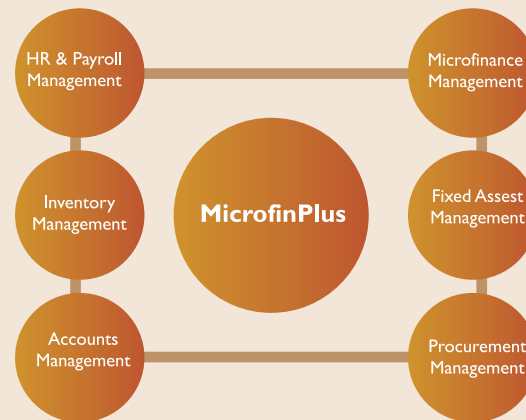 HR & Payroll
Management
Microfinance
Management
MicrofinPlus
Inventory
Management
Fixed Assest
Management
Accounts
Management
Procurement
Management